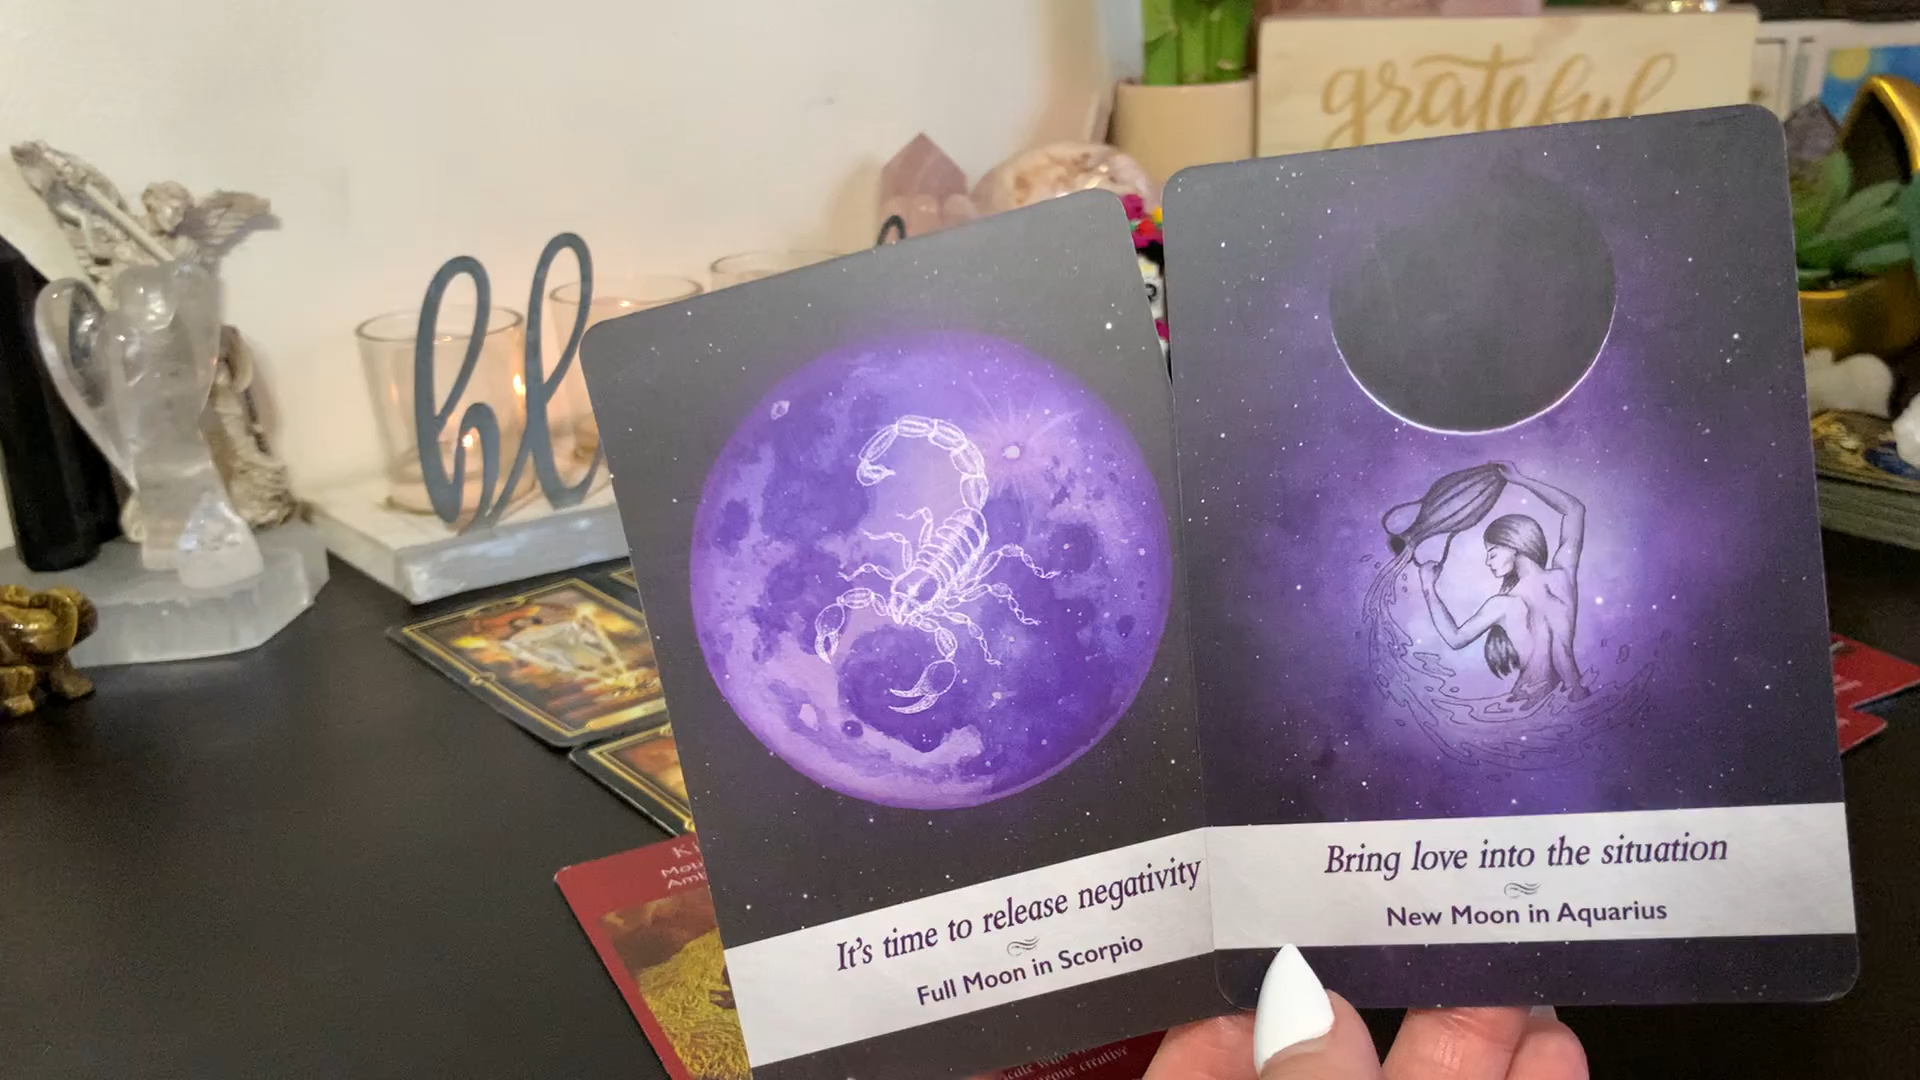 grateful
bl
It's time to release negativity
Full Moon in Scorpio
Bring love into the situation
New Moon in Aquarius